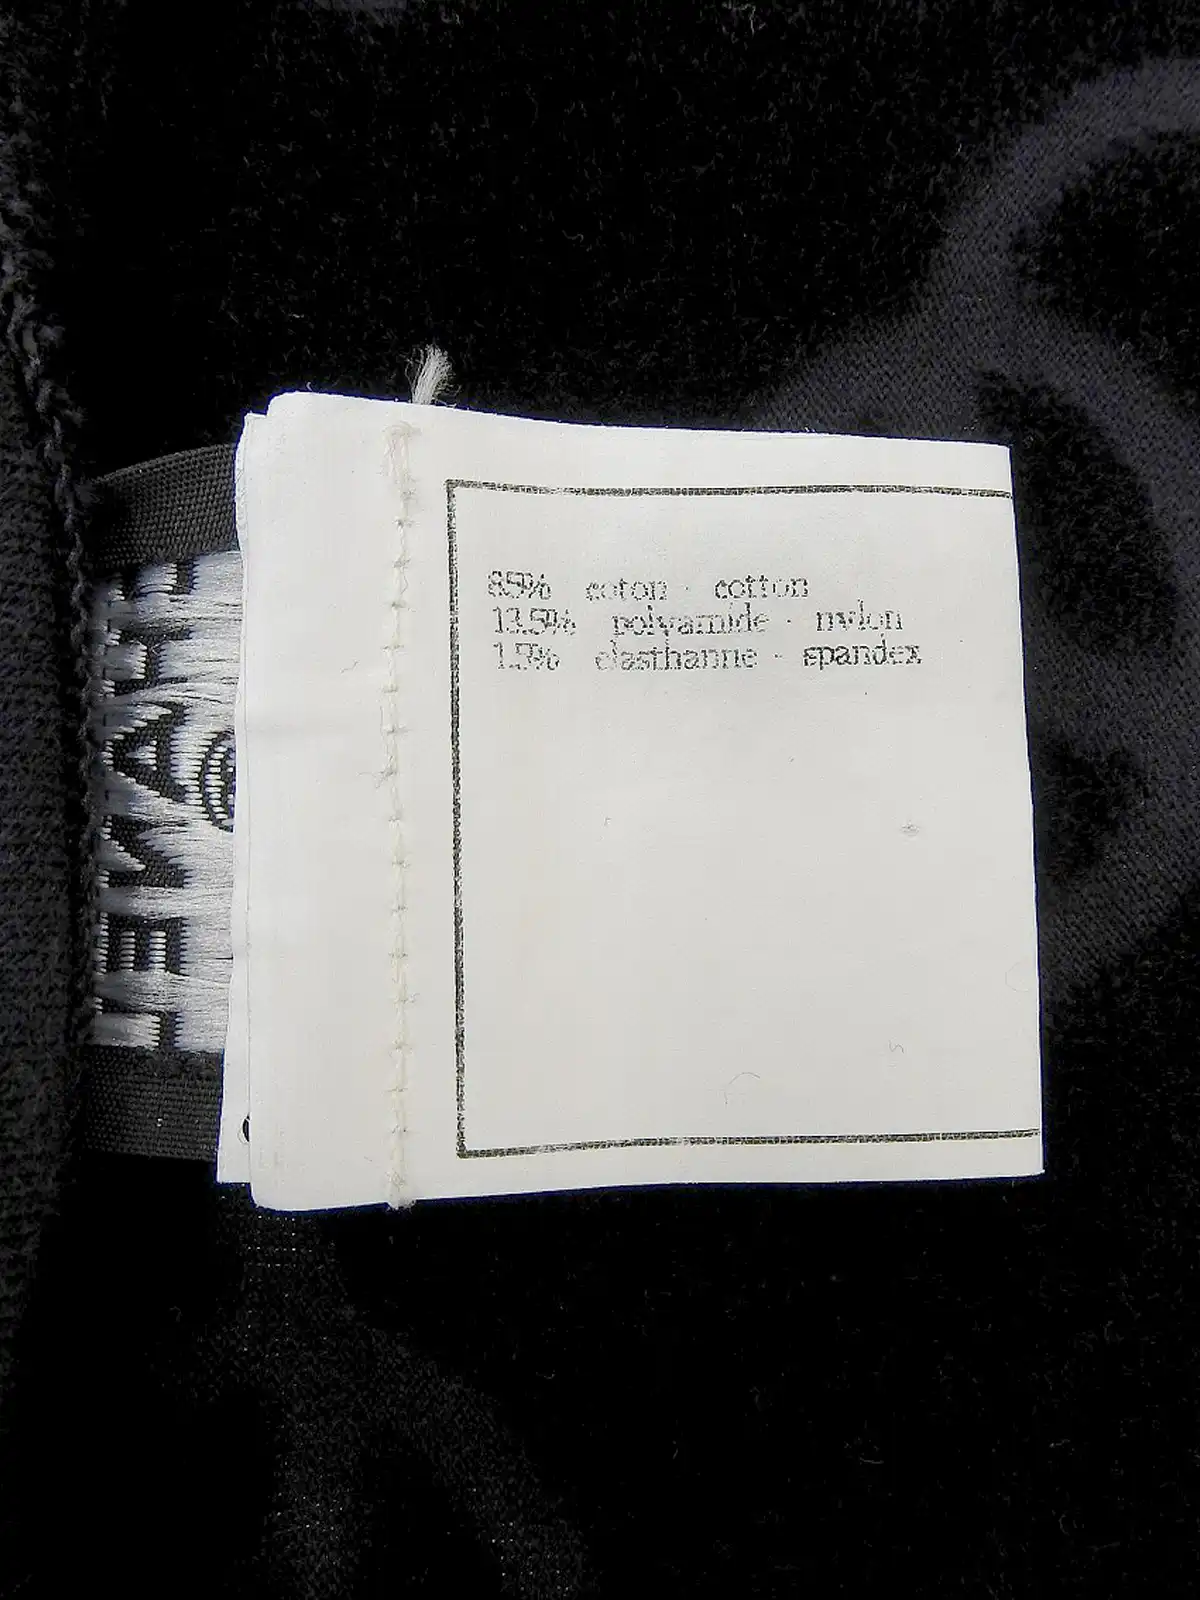 85% coton · cotton
13.5% polyamide · nylon
1.5% elasthanne · spandex